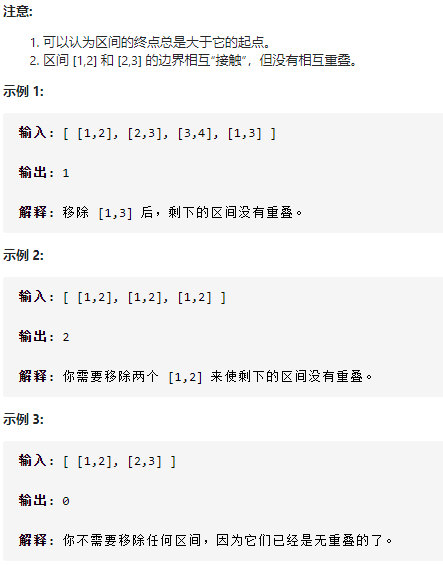 注意:
1. 可以认为区间的终点总是大于它的起点。
2. 区间 [1,2] 和 [2,3] 的边界相互“接触”，但没有相互重叠。
示例 1:
输入: [ [1,2], [2,3], [3,4], [1,3] ]
输出: 1
解释: 移除 [1,3] 后，剩下的区间没有重叠。
示例 2:
输入: [ [1,2], [1,2], [1,2] ]
输出: 2
解释: 你需要移除两个 [1,2] 来使剩下的区间没有重叠。
示例 3:
输入: [ [1,2], [2,3] ]
输出: 0
解释: 你不需要移除任何区间，因为它们已经是无重叠的了。